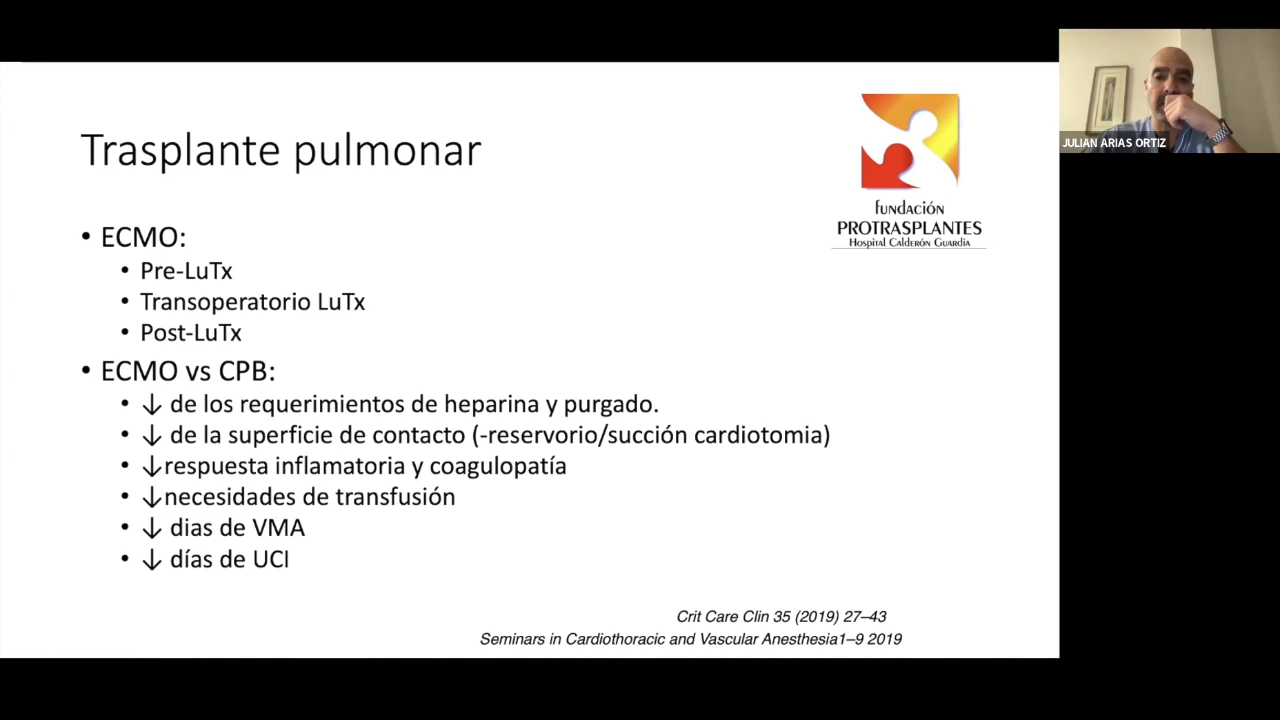 Trasplante pulmonar
fundación
PROTRASPLANTES
Hospital Calderón Guardia
JULIAN ARIAS ORTIZ
• ECMO:
• Pre-LuTx
• Transoperatorio LuTx
• Post-LuTx
• ECMO vs CPB:
• ↓ de los requerimientos de heparina y purgado.
• ↓ de la superficie de contacto (-reservorio/succión cardiotomia)
• ↓respuesta inflamatoria y coagulopatía
• ↓necesidades de transfusión
• ↓ dias de VMA
• ↓ días de UCI
Crit Care Clin 35 (2019) 27–43
Seminars in Cardiothoracic and Vascular Anesthesia1–9 2019